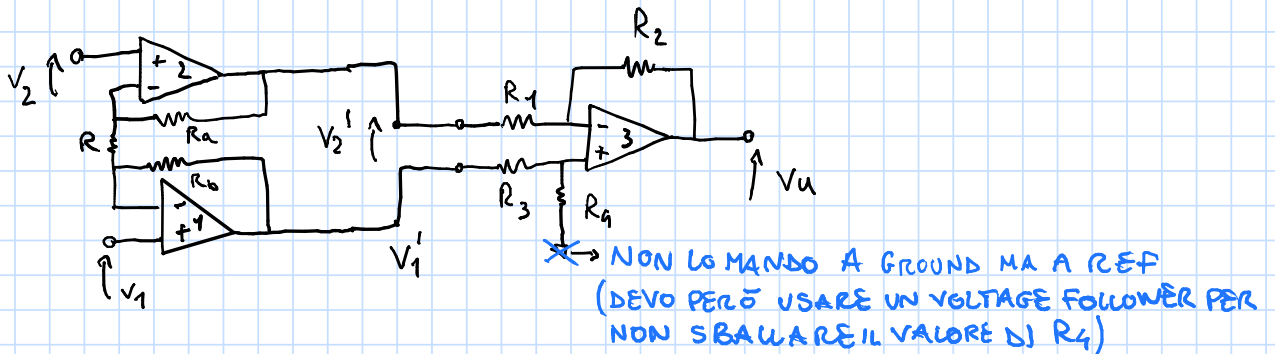 R2
V2
+ 2
-
R1
Ra
V2'
R
-
3
+
Rb
Vu
R3
R4
-
+ 1
V1'
V1
NON LO MANDO A GROUND MA A REF
(DEVO PERÒ USARE UN VOLTAGE FOLLOWER PER
NON SBALLARE IL VALORE DI R4)